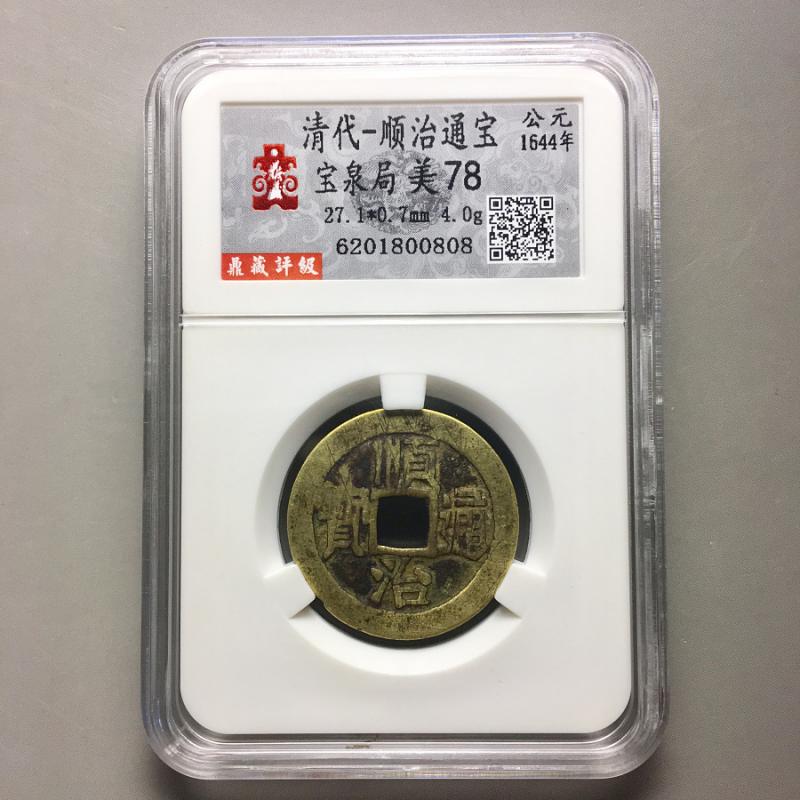 清代-顺治通宝
公元
1644年
宝泉局 美78
27.1*0.7mm 4.0g
6201800808
鼎藏評級
順治通寶